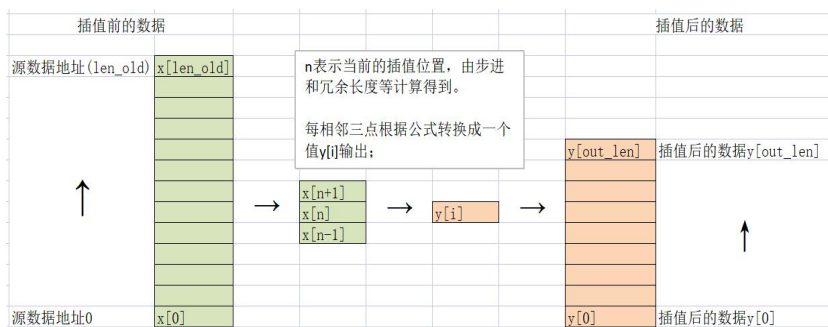 插值前的数据
插值后的数据
源数据地址(len_old)
x[len_old]
n表示当前的插值位置，由步进
和冗余长度等计算得到。
每相邻三点根据公式转换成一个
值y[i]输出；
y[out_len]
插值后的数据y[out_len]
x[n+1]
x[n]
x[n-1]
y[i]
源数据地址0
x[0]
y[0]
插值后的数据y[0]